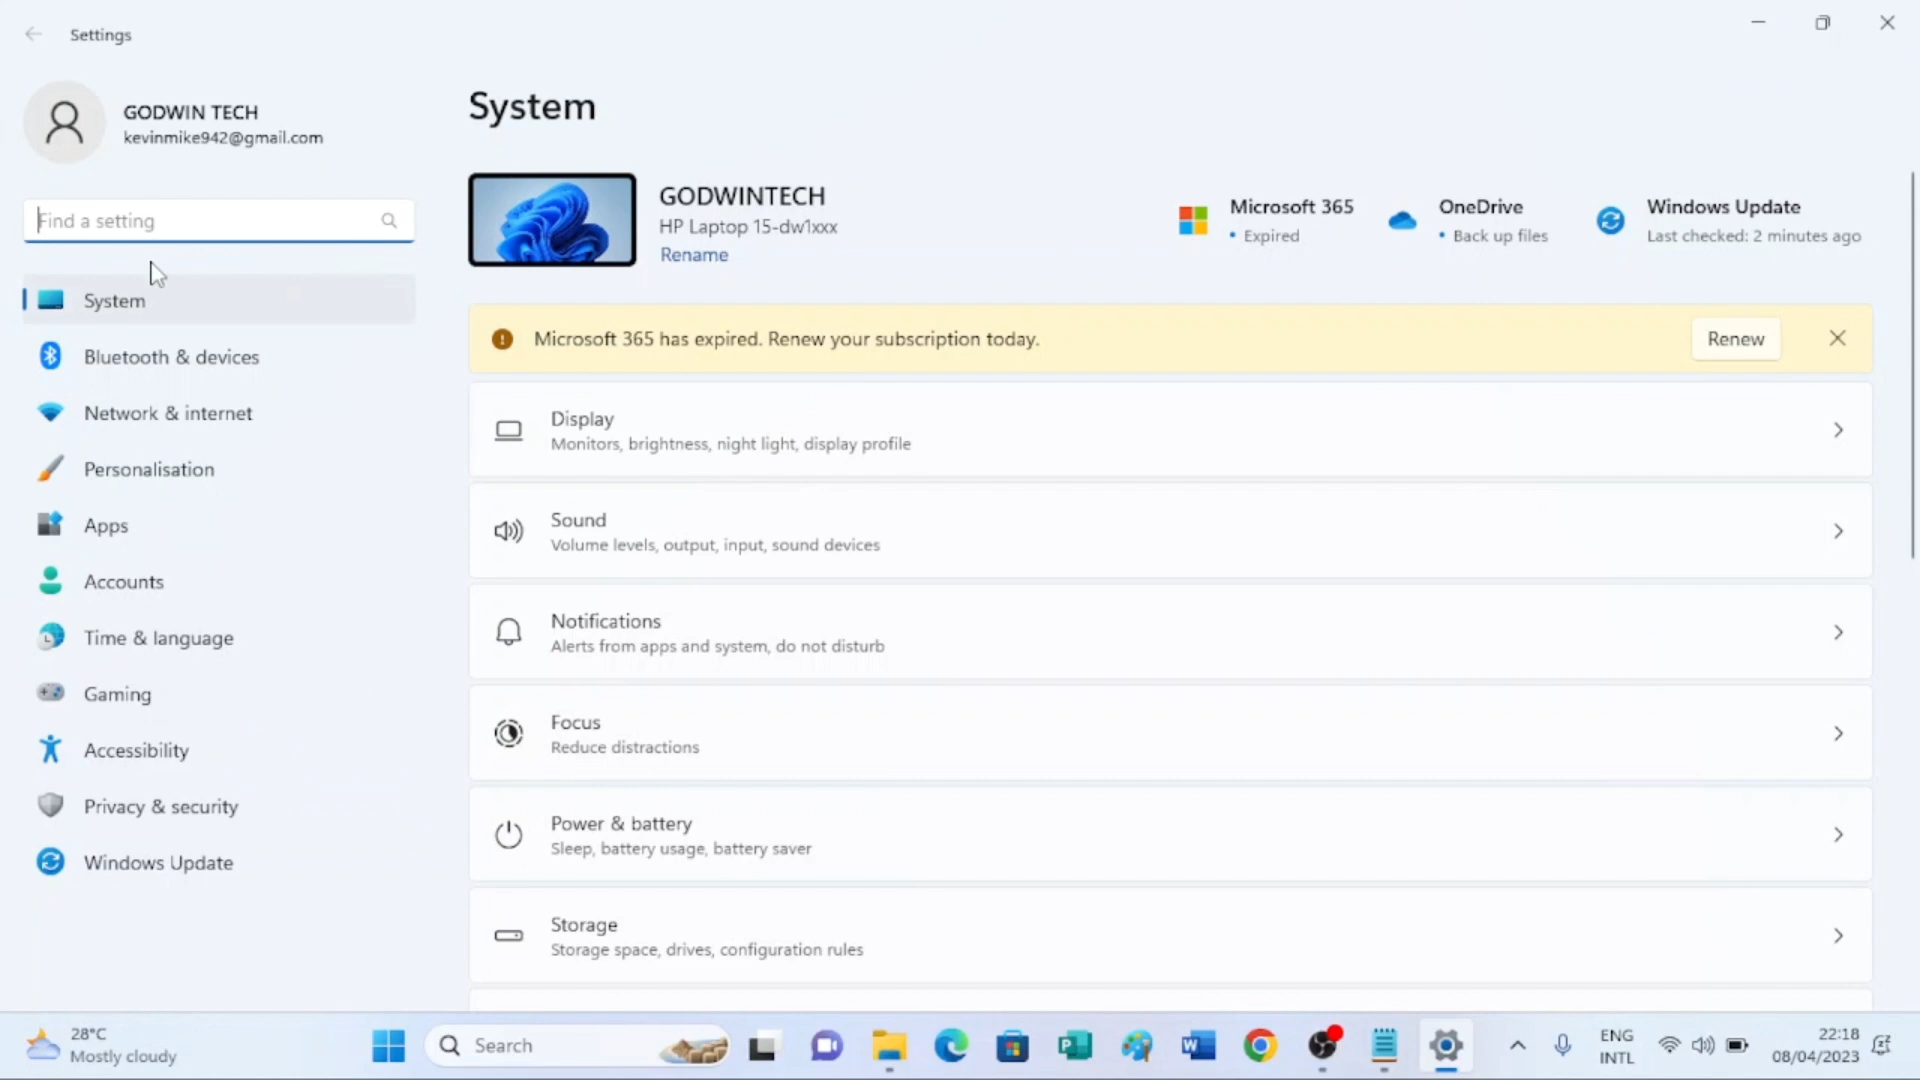 Settings
GODWIN TECH
kevinmike942@gmail.com
Find a setting
System
Bluetooth & devices
Network & internet
Personalisation
Apps
Accounts
Time & language
Gaming
Accessibility
Privacy & security
Windows Update
System
GODWINTECH
HP Laptop 15-dw1xxx
Rename
Microsoft 365
• Expired
OneDrive
• Back up files
Windows Update
Last checked: 2 minutes ago
Microsoft 365 has expired. Renew your subscription today.
Renew
Display
Monitors, brightness, night light, display profile
Sound
Volume levels, output, input, sound devices
Notifications
Alerts from apps and system, do not disturb
Focus
Reduce distractions
Power & battery
Sleep, battery usage, battery saver
Storage
Storage space, drives, configuration rules
28°C
Mostly cloudy
Search
ENG
INTL
22:18
08/04/2023